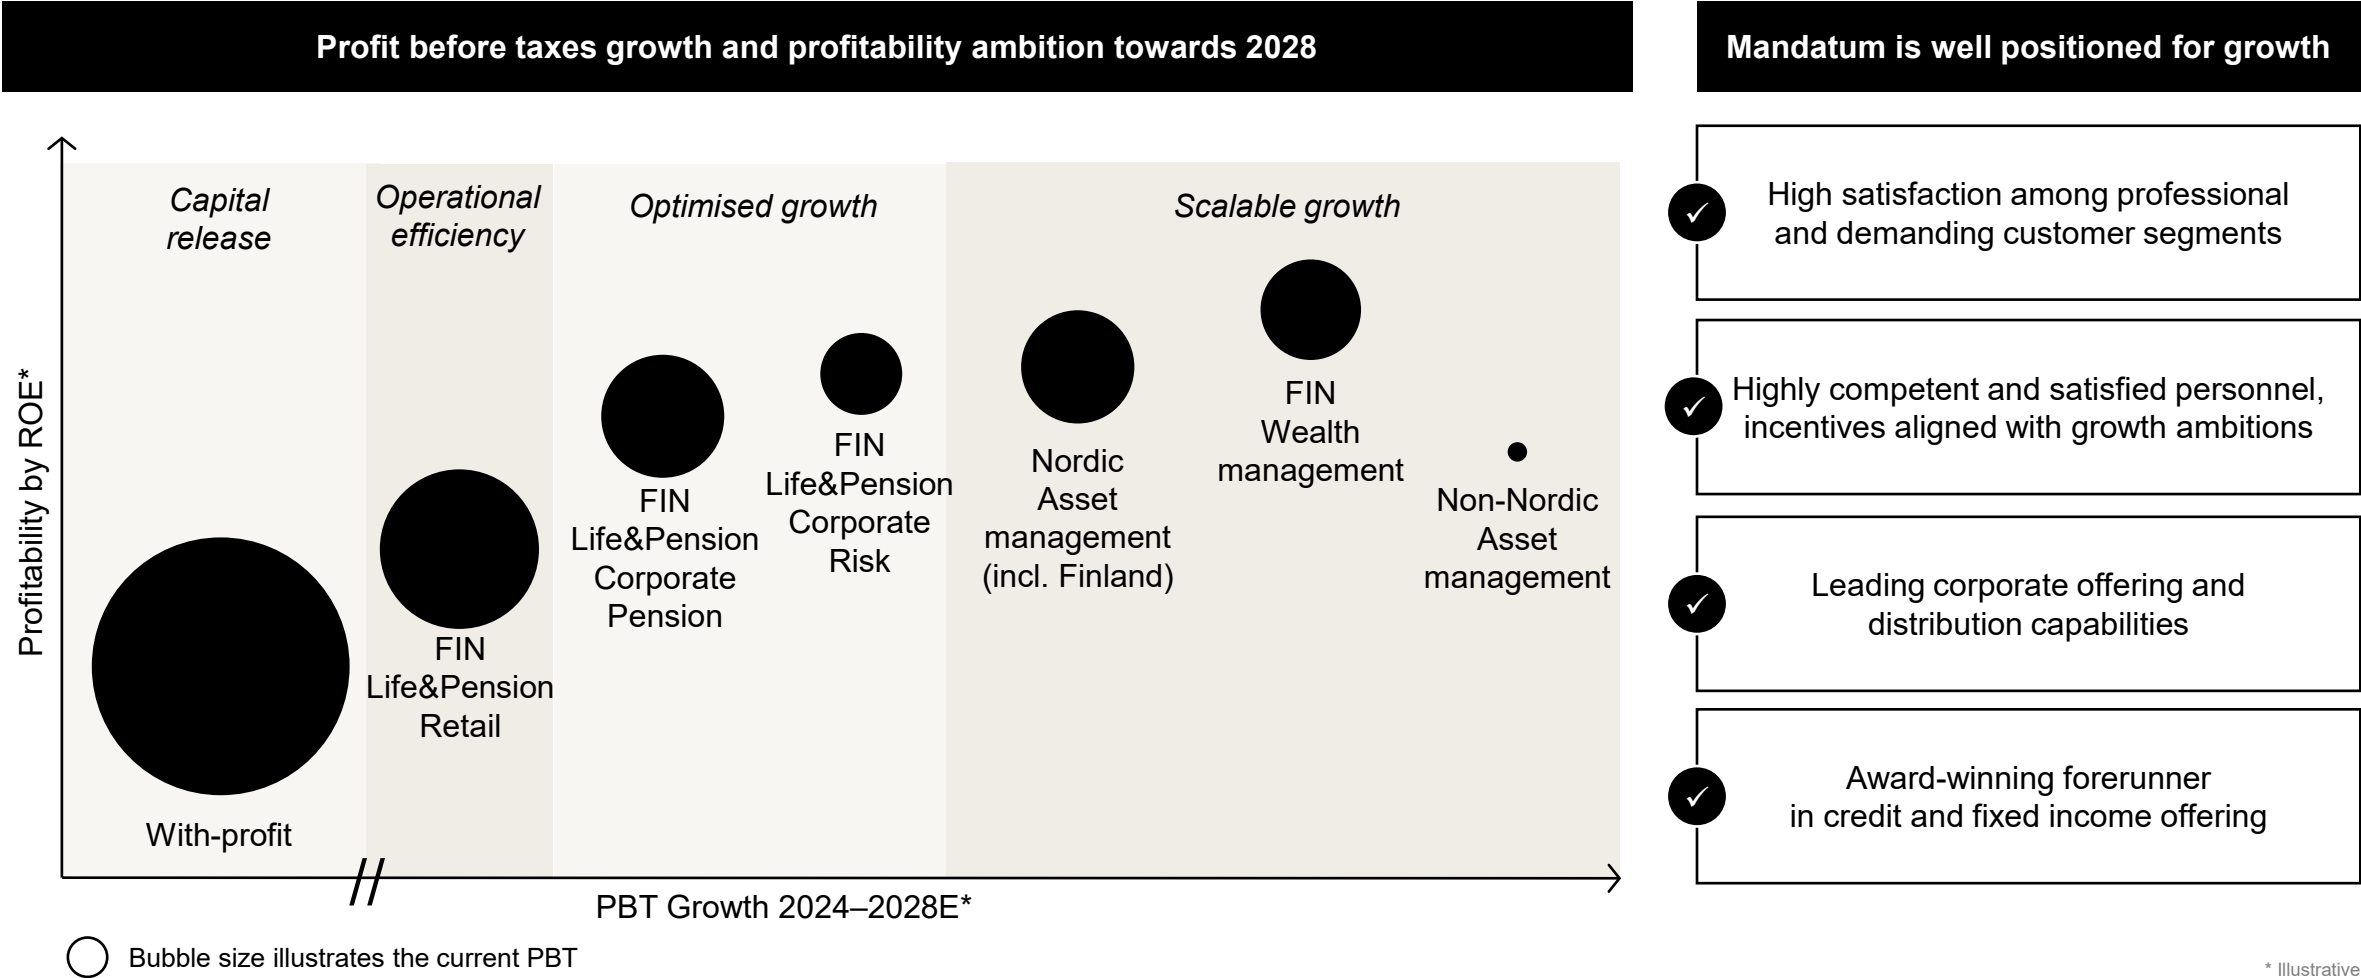 Profit before taxes growth and profitability ambition towards 2028
Profitability by ROE*
Capital
release
Operational
efficiency
Optimised growth
Scalable growth
With-profit
FIN
Life&Pension
Retail
FIN
Life&Pension
Corporate
Pension
FIN
Life&Pension
Corporate
Risk
Nordic
Asset
management
(incl. Finland)
FIN
Wealth
management
Non-Nordic
Asset
management
PBT Growth 2024–2028E*
Bubble size illustrates the current PBT
Mandatum is well positioned for growth
High satisfaction among professional
and demanding customer segments
Highly competent and satisfied personnel,
incentives aligned with growth ambitions
Leading corporate offering and
distribution capabilities
Award-winning forerunner
in credit and fixed income offering
* Illustrative